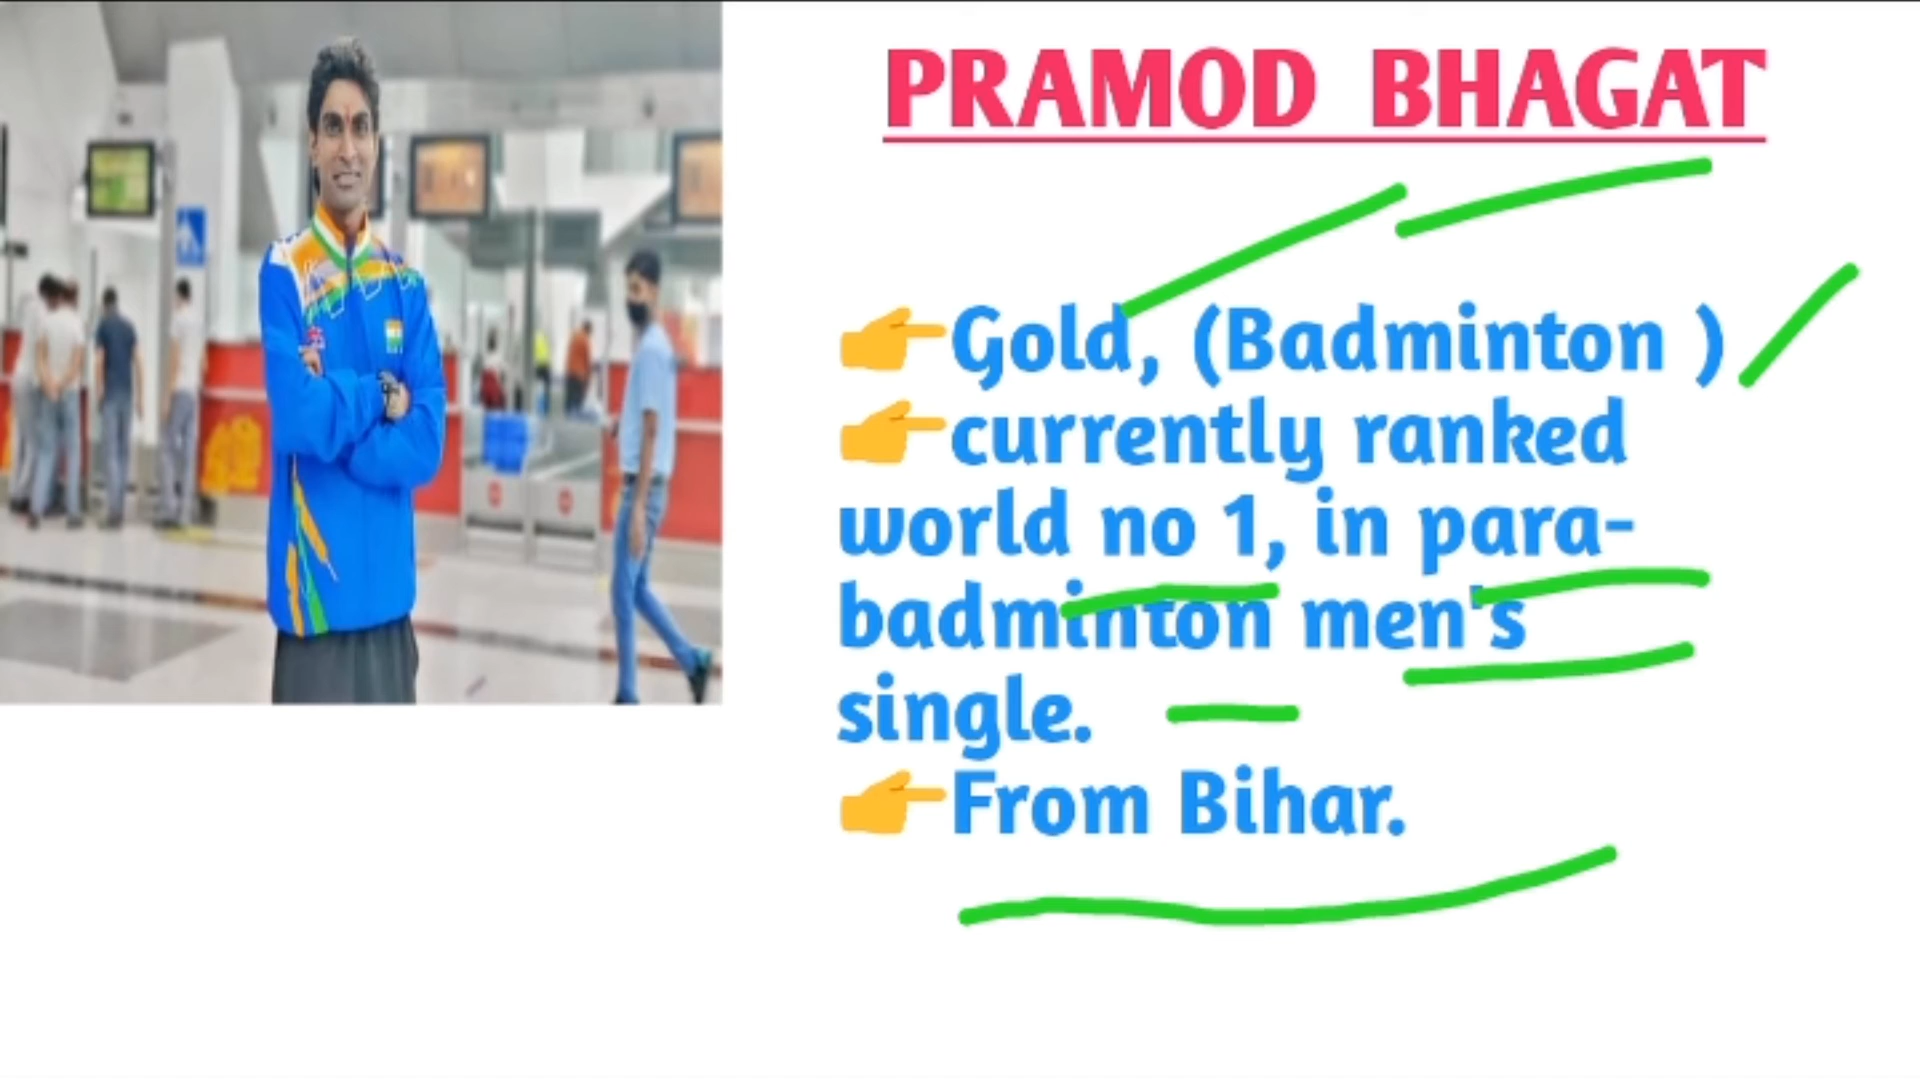 PRAMOD BHAGAT
👉Gold, (Badminton )
👉currently ranked
world no 1, in para-
badminton men's
single.
👉From Bihar.